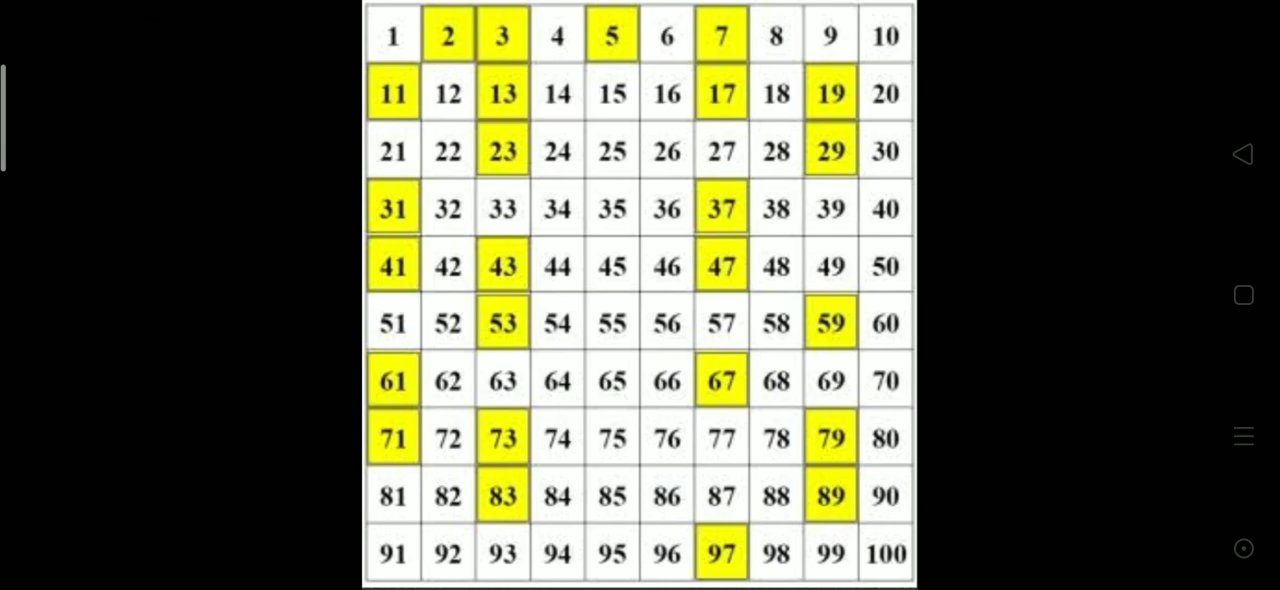 1 2 3 4 5 6 7 8 9 10
11 12 13 14 15 16 17 18 19 20
21 22 23 24 25 26 27 28 29 30
31 32 33 34 35 36 37 38 39 40
41 42 43 44 45 46 47 48 49 50
51 52 53 54 55 56 57 58 59 60
61 62 63 64 65 66 67 68 69 70
71 72 73 74 75 76 77 78 79 80
81 82 83 84 85 86 87 88 89 90
91 92 93 94 95 96 97 98 99 100